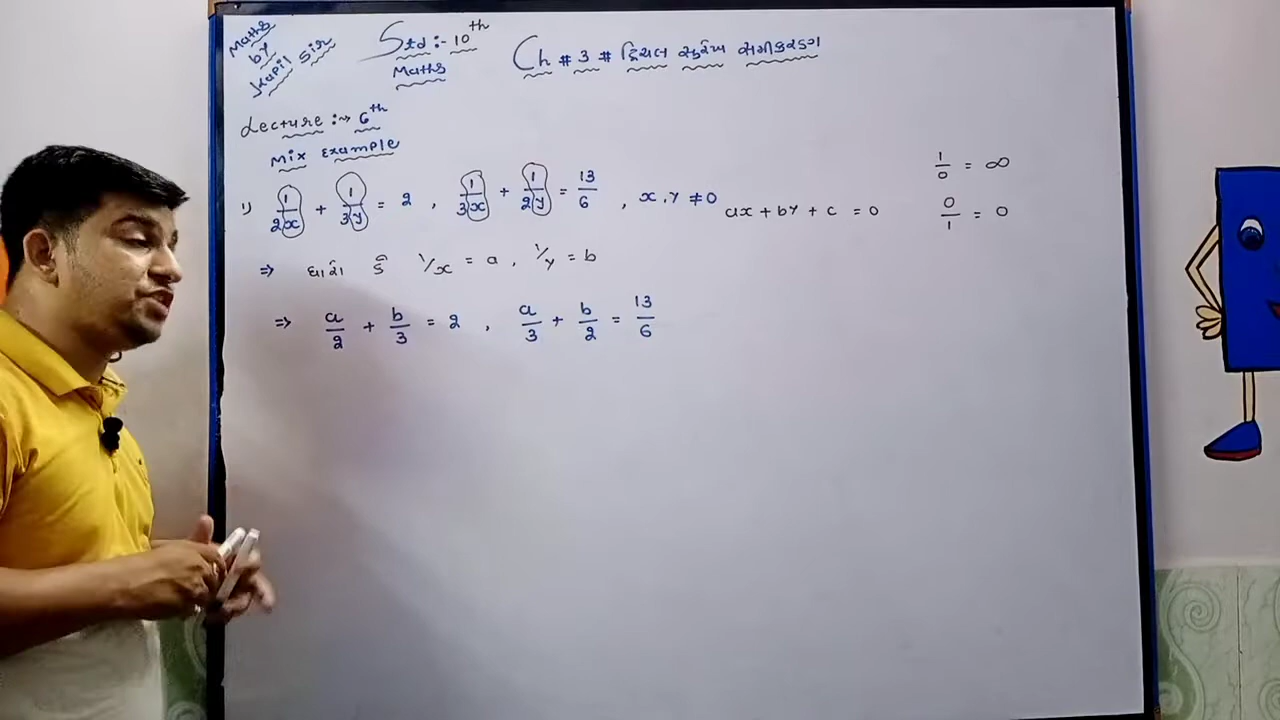 Maths
by
Kapil Sir
Std :- 10th
Maths
Ch # 3 # દ્વિચલ સુરેખ સમીકરણ
Lecture :→ 6th
Mix Example
1) 1/2x + 1/3y = 2 , 1/3x + 1/2y = 13/6 , x, y ≠ 0
ax + by + c = 0
1/0 = ∞
0/1 = 0
⇒ ધારો કે 1/x = a, 1/y = b
⇒ a/2 + b/3 = 2 , a/3 + b/2 = 13/6